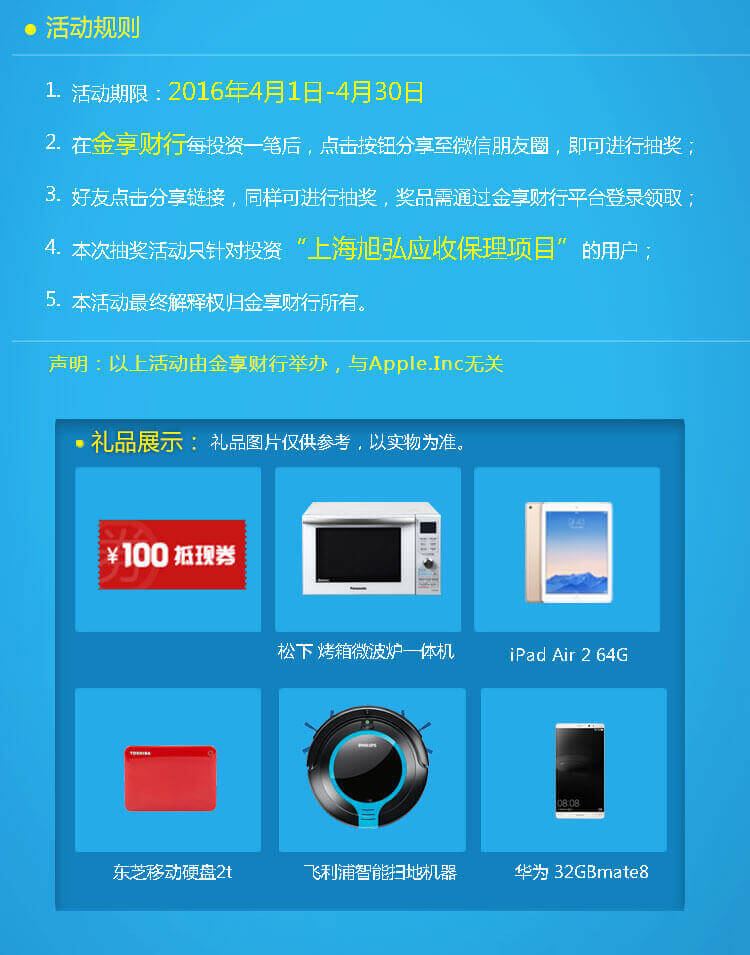 活动规则
1. 活动期限：2016年4月1日-4月30日
2. 在金享财行每投资一笔后，点击按钮分享至微信朋友圈，即可进行抽奖；
3. 好友点击分享链接，同样可进行抽奖，奖品需通过金享财行平台登录领取；
4. 本次抽奖活动只针对投资“上海旭弘应收保理项目”的用户；
5. 本活动最终解释权归金享财行所有。
声明：以上活动由金享财行举办，与Apple.Inc无关
礼品展示： 礼品图片仅供参考，以实物为准。
券
¥100 抵现券
Panasonic
松下 烤箱微波炉一体机
iPad Air 2 64G
TOSHIBA
PHILIPS
08:08
东芝移动硬盘2t
飞利浦智能扫地机器
华为 32GBmate8